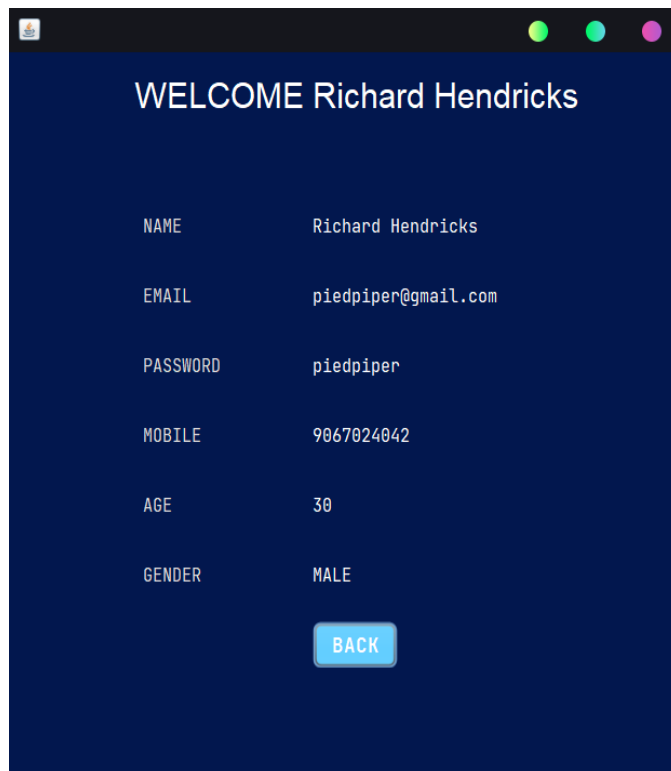 WELCOME Richard Hendricks
NAME Richard Hendricks
EMAIL piedpiper@gmail.com
PASSWORD piedpiper
MOBILE 9067024042
AGE 30
GENDER MALE
BACK